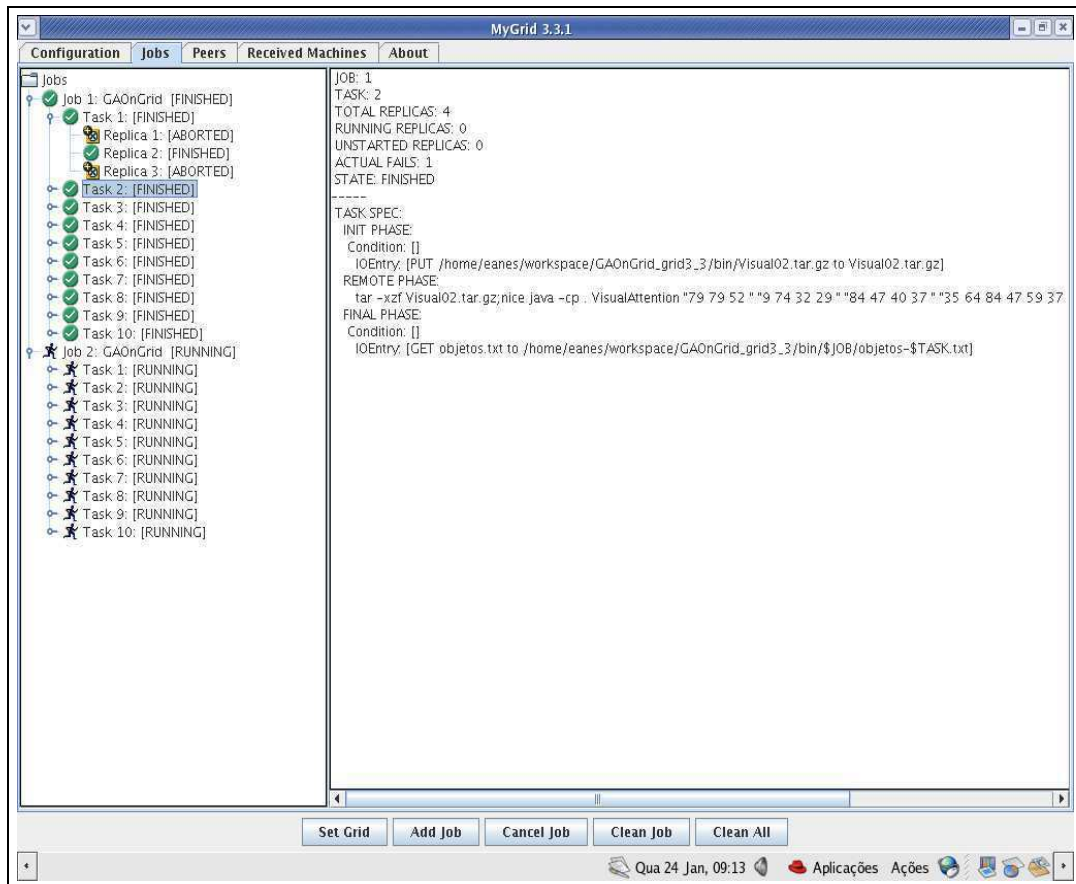 MyGrid 3.3.1
Configuration Jobs Peers Received Machines About
Jobs
Job 1: GAOnGrid [FINISHED]
Task 1: [FINISHED]
Replica 1: [ABORTED]
Replica 2: [FINISHED]
Replica 3: [ABORTED]
Task 2: [FINISHED]
Task 3: [FINISHED]
Task 4: [FINISHED]
Task 5: [FINISHED]
Task 6: [FINISHED]
Task 7: [FINISHED]
Task 8: [FINISHED]
Task 9: [FINISHED]
Task 10: [FINISHED]
Job 2: GAOnGrid [RUNNING]
Task 1: [RUNNING]
Task 2: [RUNNING]
Task 3: [RUNNING]
Task 4: [RUNNING]
Task 5: [RUNNING]
Task 6: [RUNNING]
Task 7: [RUNNING]
Task 8: [RUNNING]
Task 9: [RUNNING]
Task 10: [RUNNING]
JOB: 1
TASK: 2
TOTAL REPLICAS: 4
RUNNING REPLICAS: 0
UNSTARTED REPLICAS: 0
ACTUAL FAILS: 1
STATE: FINISHED
-----
TASK SPEC:
INIT PHASE:
Condition: []
IOEntry: [PUT /home/eanes/workspace/GAOnGrid_grid3_3/bin/Visual02.tar.gz to Visual02.tar.gz]
REMOTE PHASE:
tar -xzf Visual02.tar.gz;nice java -cp . VisualAttention "79 79 52 " "9 74 32 29 " "84 47 40 37 " "35 64 84 47 59 37
FINAL PHASE:
Condition: []
IOEntry: [GET objetos.txt to /home/eanes/workspace/GAOnGrid_grid3_3/bin/$JOB/objetos-$TASK.txt]
Set Grid Add Job Cancel Job Clean Job Clean All
Qua 24 Jan, 09:13 Aplicações Ações